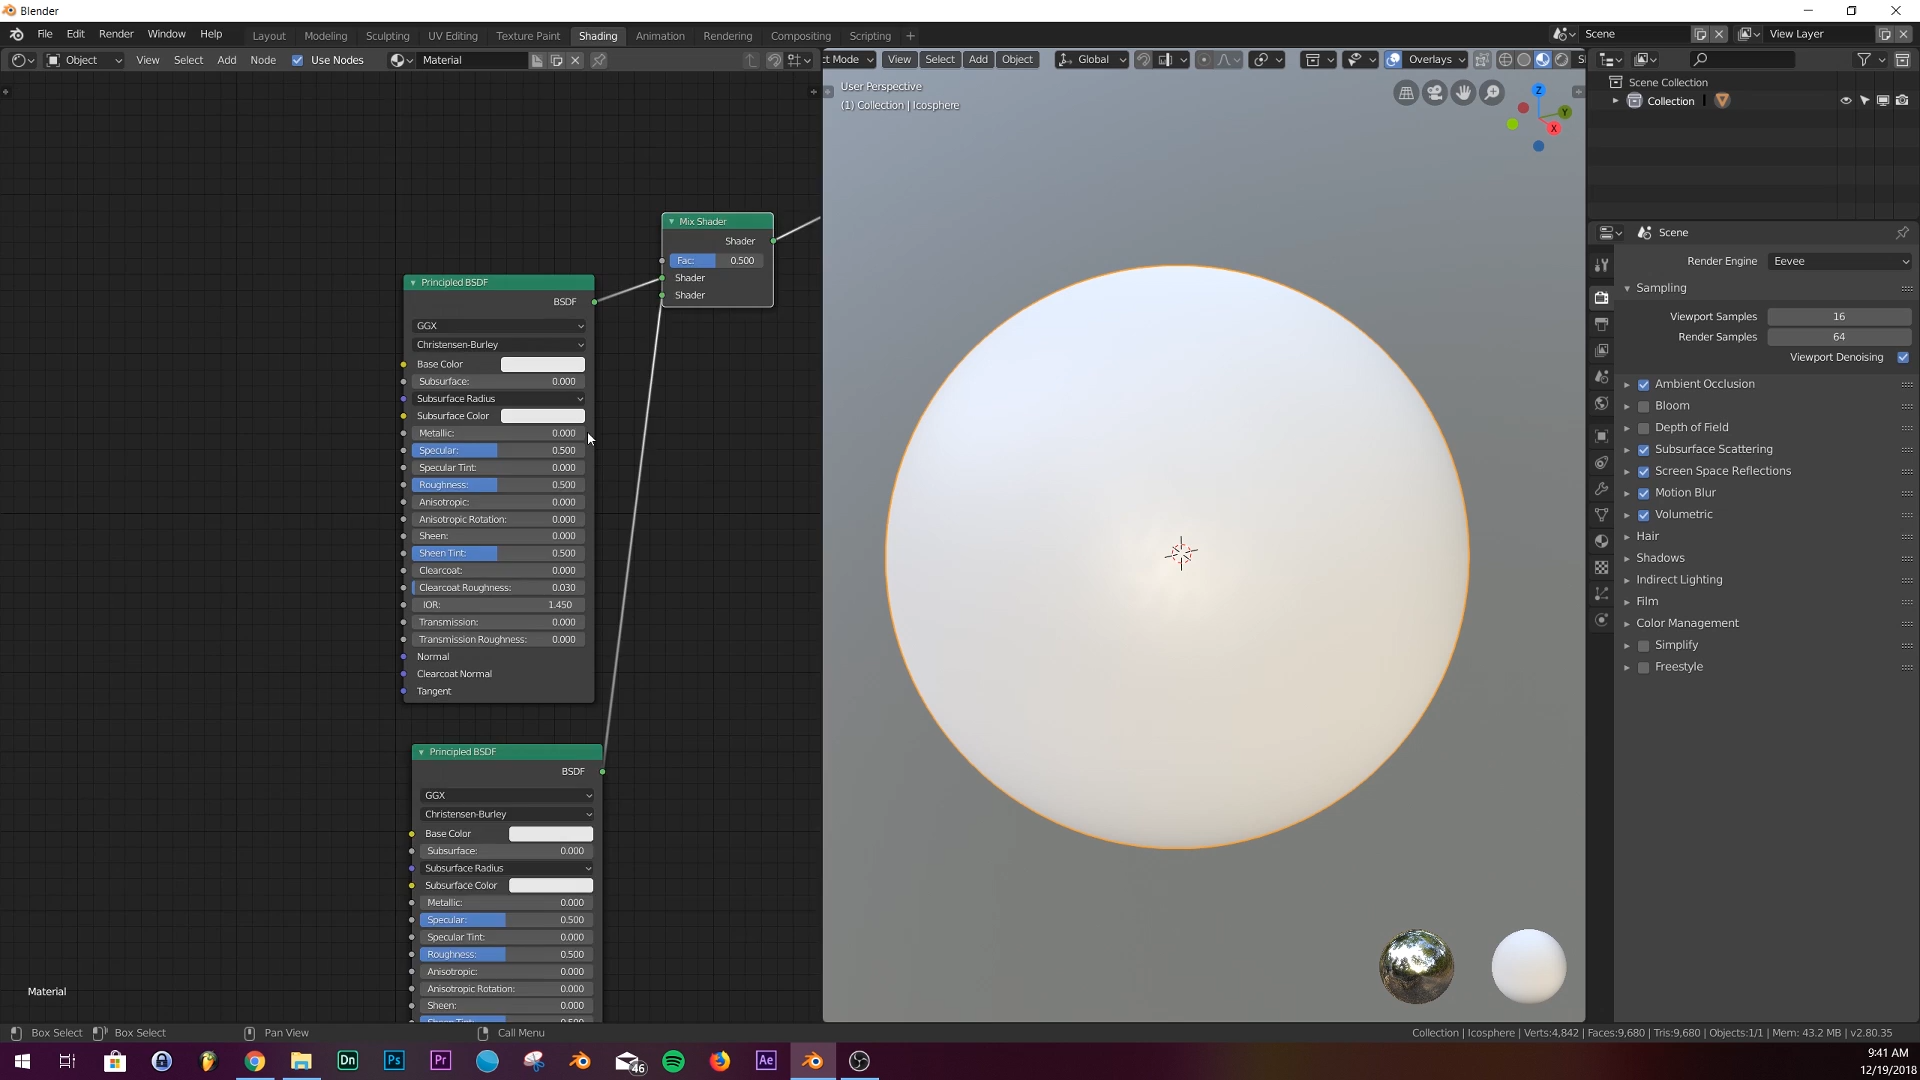 Blender
File Edit Render Window Help Layout Modeling Sculpting UV Editing Texture Paint Shading Animation Rendering Compositing Scripting + Scene View Layer
Object View Select Add Node Use Nodes Material
t Mode View Select Add Object Global Overlays
User Perspective
(1) Collection | Icosphere
Z
Y
X
Mix Shader
Shader
Fac: 0.500
Shader
Shader
Principled BSDF
BSDF
GGX
Christensen-Burley
Base Color
Subsurface: 0.000
Subsurface Radius
Subsurface Color
Metallic: 0.000
Specular: 0.500
Specular Tint: 0.000
Roughness: 0.500
Anisotropic: 0.000
Anisotropic Rotation: 0.000
Sheen: 0.000
Sheen Tint: 0.500
Clearcoat: 0.000
Clearcoat Roughness: 0.030
IOR: 1.450
Transmission: 0.000
Transmission Roughness: 0.000
Normal
Clearcoat Normal
Tangent
Principled BSDF
BSDF
GGX
Christensen-Burley
Base Color
Subsurface: 0.000
Subsurface Radius
Subsurface Color
Metallic: 0.000
Specular: 0.500
Specular Tint: 0.000
Roughness: 0.500
Anisotropic: 0.000
Anisotropic Rotation: 0.000
Sheen: 0.000
Material
Scene Collection
Collection
Scene
Render Engine Eevee
Sampling
Viewport Samples 16
Render Samples 64
Viewport Denoising
Ambient Occlusion
Bloom
Depth of Field
Subsurface Scattering
Screen Space Reflections
Motion Blur
Volumetric
Hair
Shadows
Indirect Lighting
Film
Color Management
Simplify
Freestyle
Box Select Box Select Pan View Call Menu Collection | Icosphere | Verts:4,842 | Faces:9,680 | Tris:9,680 | Objects:1/1 | Mem: 43.2 MB | v2.80.35
Dn Ps Pr 46 Ae
9:41 AM
12/19/2018